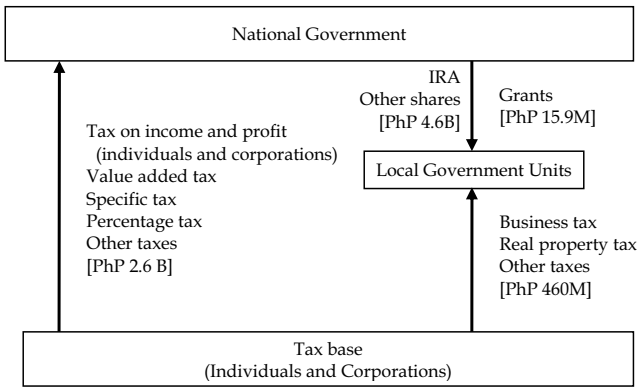 National Government
IRA
Other shares
[PhP 4.6B]
Grants
[PhP 15.9M]
Tax on income and profit
(individuals and corporations)
Value added tax
Specific tax
Percentage tax
Other taxes
[PhP 2.6 B]
Local Government Units
Business tax
Real property tax
Other taxes
[PhP 460M]
Tax base
(Individuals and Corporations)